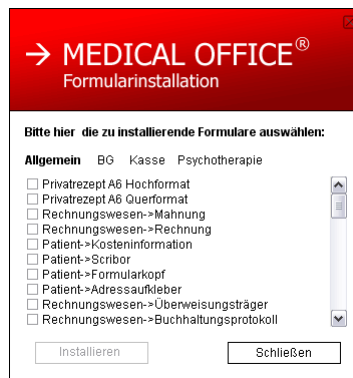 → MEDICAL OFFICE®
Formularinstallation
Bitte hier die zu installierende Formulare auswählen:
Allgemein BG Kasse Psychotherapie
Privatrezept A6 Hochformat
Privatrezept A6 Querformat
Rechnungswesen->Mahnung
Rechnungswesen->Rechnung
Patient->Kosteninformation
Patient->Scribor
Patient->Formularkopf
Patient->Adressaufkleber
Rechnungswesen->Überweisungsträger
Rechnungswesen->Buchhaltungsprotokoll
Installieren Schließen